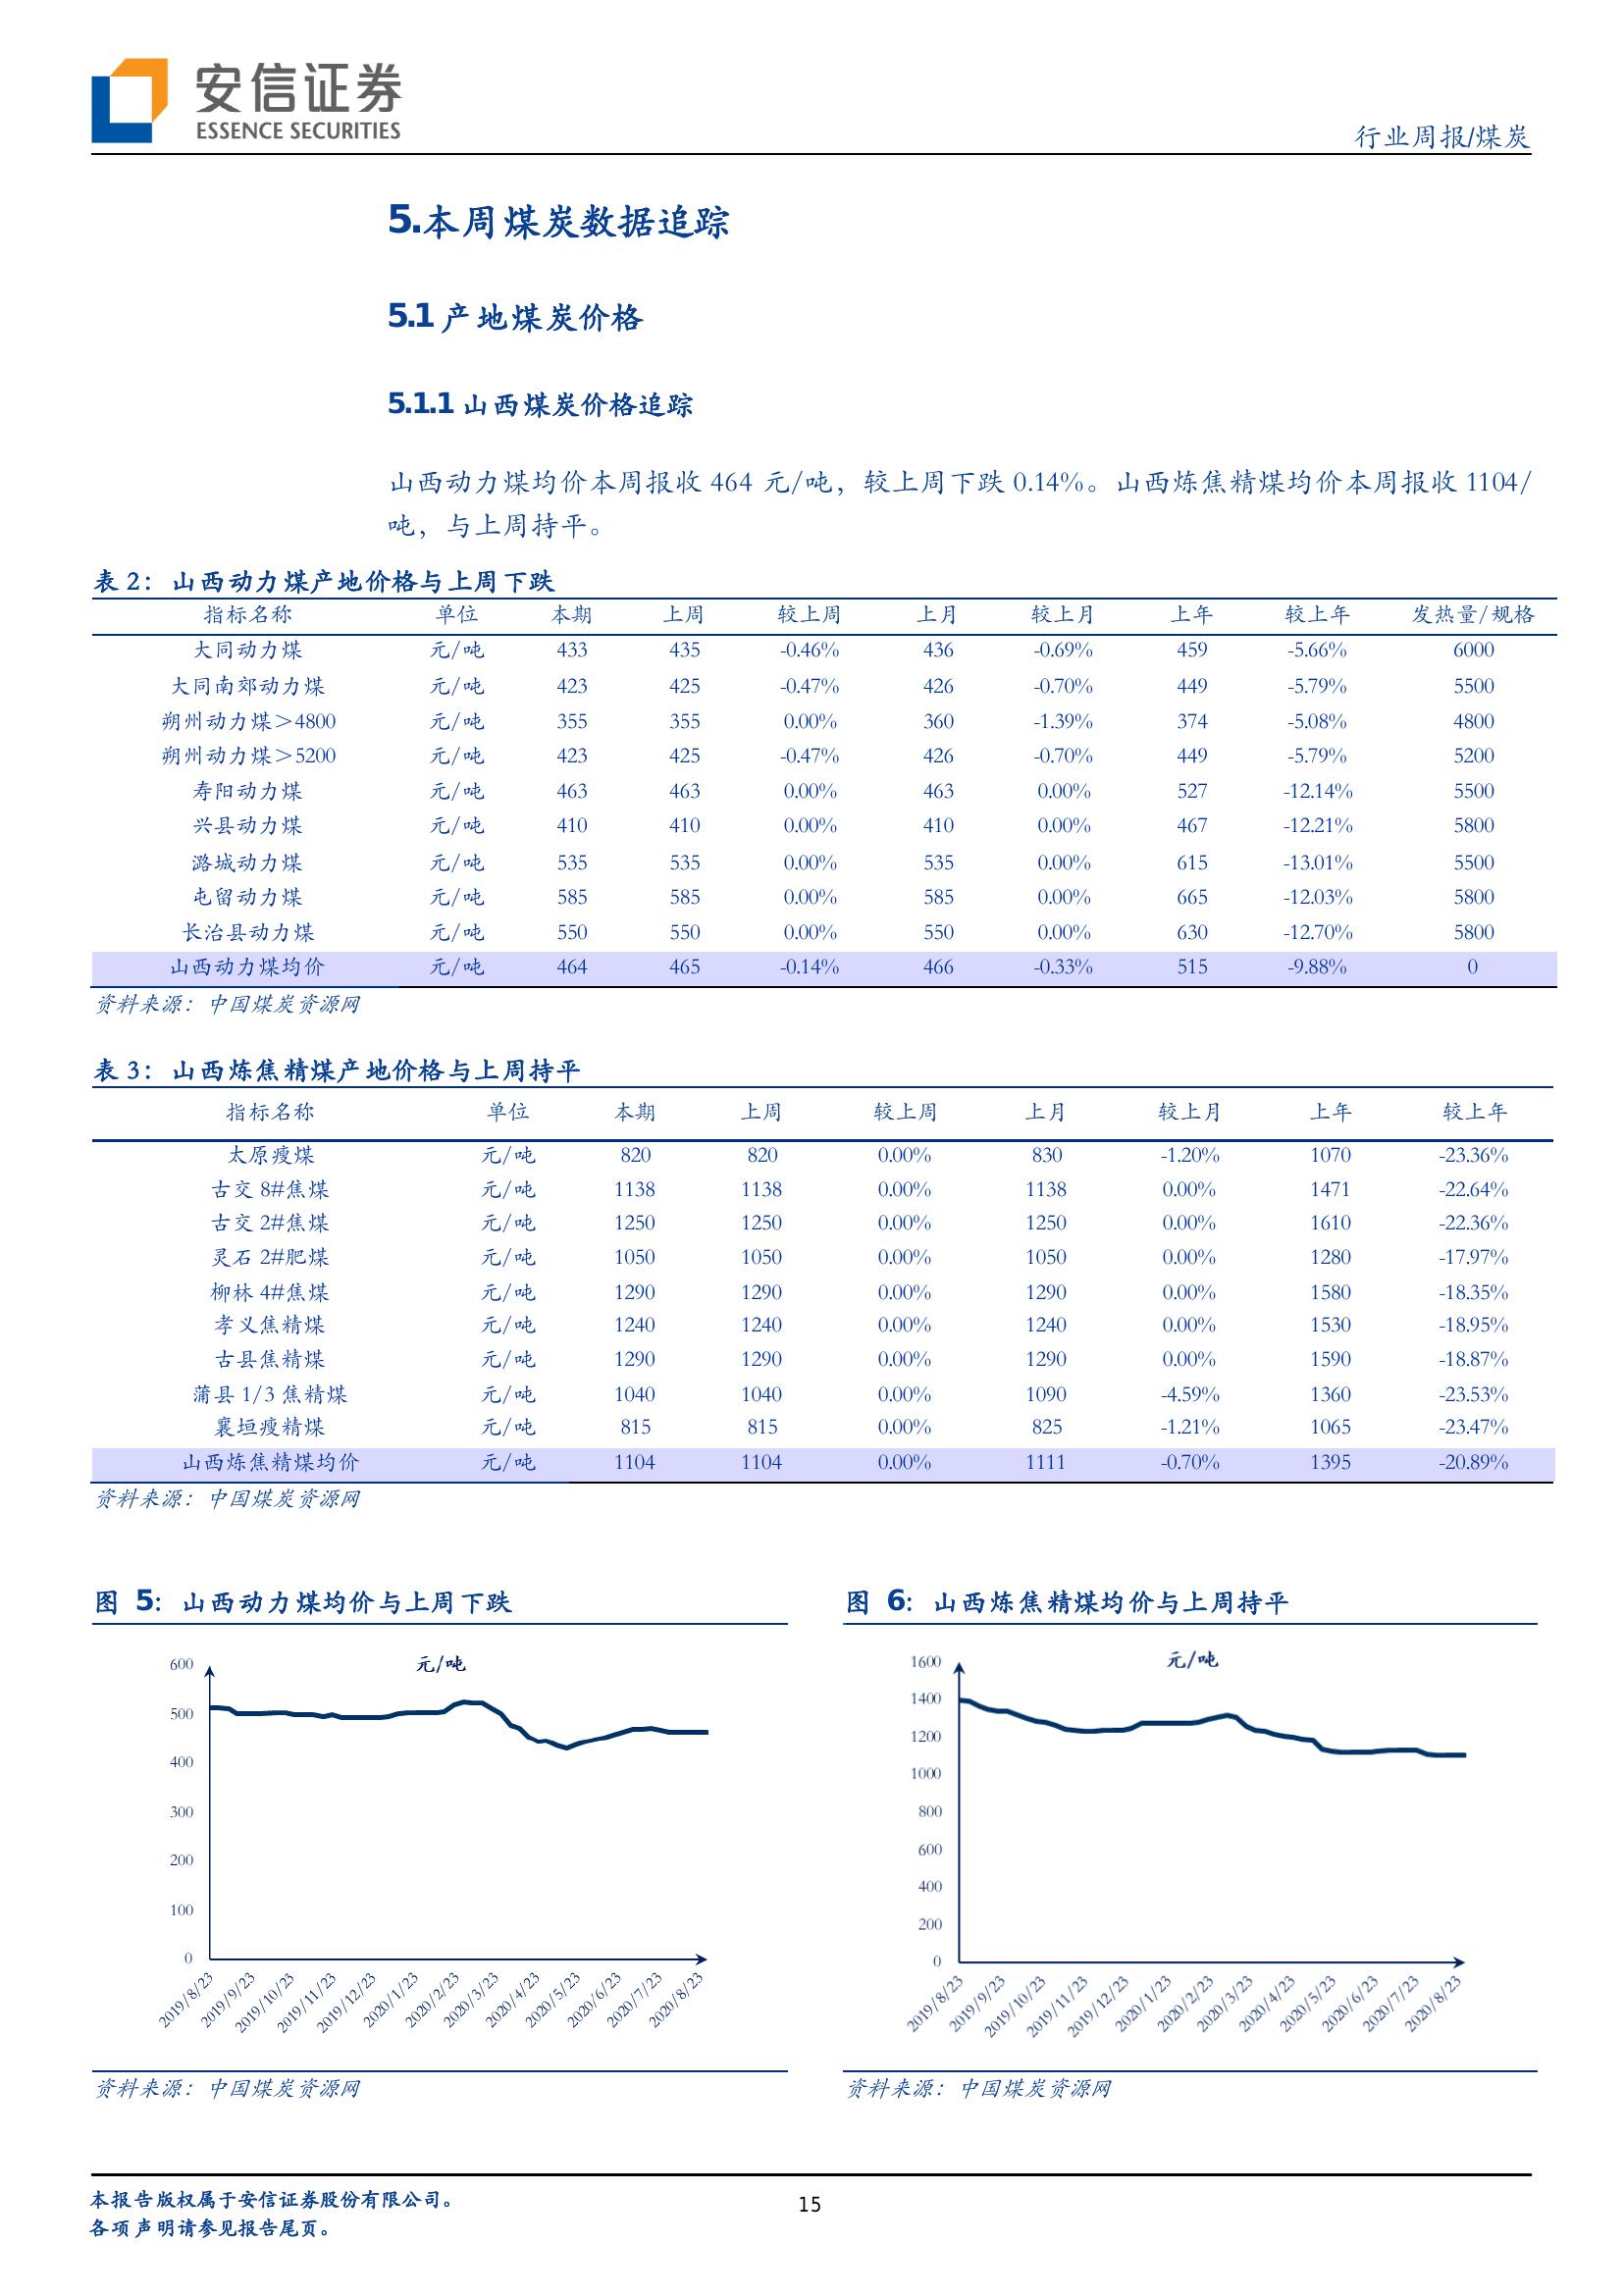 安信证券
ESSENCE SECURITIES
行业周报/煤炭
5.本周煤炭数据追踪
5.1 产地煤炭价格
5.1.1 山西煤炭价格追踪
山西动力煤均价本周报收 464 元/吨，较上周下跌 0.14%。山西炼焦精煤均价本周报收 1104/
吨，与上周持平。
表 2：山西动力煤产地价格与上周下跌
指标名称 单位 本期 上周 较上周 上月 较上月 上年 较上年 发热量/规格
大同动力煤 元/吨 433 435 -0.46% 436 -0.69% 459 -5.66% 6000
大同南郊动力煤 元/吨 423 425 -0.47% 426 -0.70% 449 -5.79% 5500
朔州动力煤＞4800 元/吨 355 355 0.00% 360 -1.39% 374 -5.08% 4800
朔州动力煤＞5200 元/吨 423 425 -0.47% 426 -0.70% 449 -5.79% 5200
寿阳动力煤 元/吨 463 463 0.00% 463 0.00% 527 -12.14% 5500
兴县动力煤 元/吨 410 410 0.00% 410 0.00% 467 -12.21% 5800
潞城动力煤 元/吨 535 535 0.00% 535 0.00% 615 -13.01% 5500
屯留动力煤 元/吨 585 585 0.00% 585 0.00% 665 -12.03% 5800
长治县动力煤 元/吨 550 550 0.00% 550 0.00% 630 -12.70% 5800
山西动力煤均价 元/吨 464 465 -0.14% 466 -0.33% 515 -9.88% 0
资料来源：中国煤炭资源网
表 3：山西炼焦精煤产地价格与上周持平
指标名称 单位 本期 上周 较上周 上月 较上月 上年 较上年
太原瘦煤 元/吨 820 820 0.00% 830 -1.20% 1070 -23.36%
古交 8#焦煤 元/吨 1138 1138 0.00% 1138 0.00% 1471 -22.64%
古交 2#焦煤 元/吨 1250 1250 0.00% 1250 0.00% 1610 -22.36%
灵石 2#肥煤 元/吨 1050 1050 0.00% 1050 0.00% 1280 -17.97%
柳林 4#焦煤 元/吨 1290 1290 0.00% 1290 0.00% 1580 -18.35%
孝义焦精煤 元/吨 1240 1240 0.00% 1240 0.00% 1530 -18.95%
古县焦精煤 元/吨 1290 1290 0.00% 1290 0.00% 1590 -18.87%
蒲县 1/3 焦精煤 元/吨 1040 1040 0.00% 1090 -4.59% 1360 -23.53%
襄垣瘦精煤 元/吨 815 815 0.00% 825 -1.21% 1065 -23.47%
山西炼焦精煤均价 元/吨 1104 1104 0.00% 1111 -0.70% 1395 -20.89%
资料来源：中国煤炭资源网
图 5：山西动力煤均价与上周下跌
元/吨
600
500
400
300
200
100
0
2019/8/23 2019/9/23 2019/10/23 2019/11/23 2019/12/23 2020/1/23 2020/2/23 2020/3/23 2020/4/23 2020/5/23 2020/6/23 2020/7/23 2020/8/23
资料来源：中国煤炭资源网
图 6：山西炼焦精煤均价与上周持平
元/吨
1600
1400
1200
1000
800
600
400
200
0
2019/8/23 2019/9/23 2019/10/23 2019/11/23 2019/12/23 2020/1/23 2020/2/23 2020/3/23 2020/4/23 2020/5/23 2020/6/23 2020/7/23 2020/8/23
资料来源：中国煤炭资源网
本报告版权属于安信证券股份有限公司。
各项声明请参见报告尾页。
15